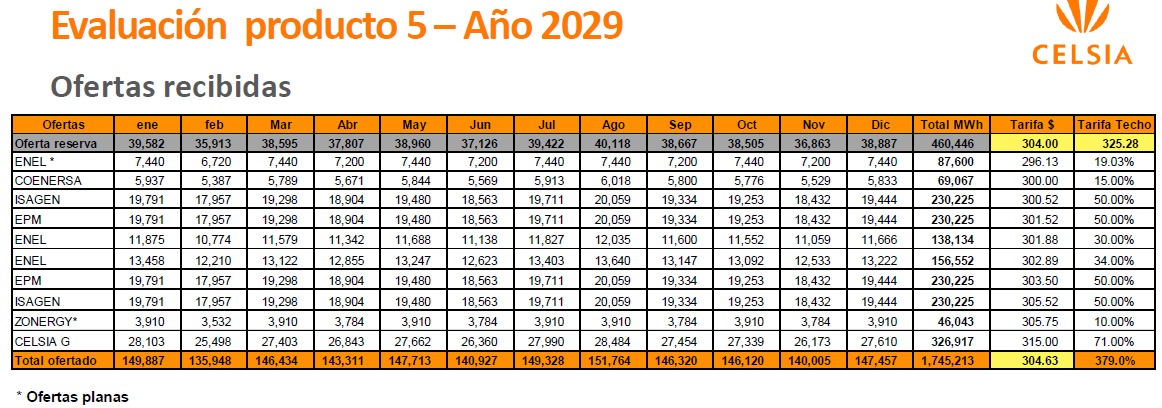 Evaluación producto 5 – Año 2029
CELSIA
Ofertas recibidas
Ofertas ene feb Mar Abr May Jun Jul Ago Sep Oct Nov Dic Total MWh Tarifa $ Tarifa Techo
Oferta reserva 39,582 35,913 38,595 37,807 38,960 37,126 39,422 40,118 38,667 38,505 36,863 38,887 460,446 304.00 325.28
ENEL * 7,440 6,720 7,440 7,200 7,440 7,200 7,440 7,440 7,200 7,440 7,200 7,440 87,600 296.13 19.03%
COENERSA 5,937 5,387 5,789 5,671 5,844 5,569 5,913 6,018 5,800 5,776 5,529 5,833 69,067 300.00 15.00%
ISAGEN 19,791 17,957 19,298 18,904 19,480 18,563 19,711 20,059 19,334 19,253 18,432 19,444 230,225 300.52 50.00%
EPM 19,791 17,957 19,298 18,904 19,480 18,563 19,711 20,059 19,334 19,253 18,432 19,444 230,225 301.52 50.00%
ENEL 11,875 10,774 11,579 11,342 11,688 11,138 11,827 12,035 11,600 11,552 11,059 11,666 138,134 301.88 30.00%
ENEL 13,458 12,210 13,122 12,855 13,247 12,623 13,403 13,640 13,147 13,092 12,533 13,222 156,552 302.89 34.00%
EPM 19,791 17,957 19,298 18,904 19,480 18,563 19,711 20,059 19,334 19,253 18,432 19,444 230,225 303.50 50.00%
ISAGEN 19,791 17,957 19,298 18,904 19,480 18,563 19,711 20,059 19,334 19,253 18,432 19,444 230,225 305.52 50.00%
ZONERGY* 3,910 3,532 3,910 3,784 3,910 3,784 3,910 3,910 3,784 3,910 3,784 3,910 46,043 305.75 10.00%
CELSIA G 28,103 25,498 27,403 26,843 27,662 26,360 27,990 28,484 27,454 27,339 26,173 27,610 326,917 315.00 71.00%
Total ofertado 149,887 135,948 146,434 143,311 147,713 140,927 149,328 151,764 146,320 146,120 140,005 147,457 1,745,213 304.63 379.0%
* Ofertas planas